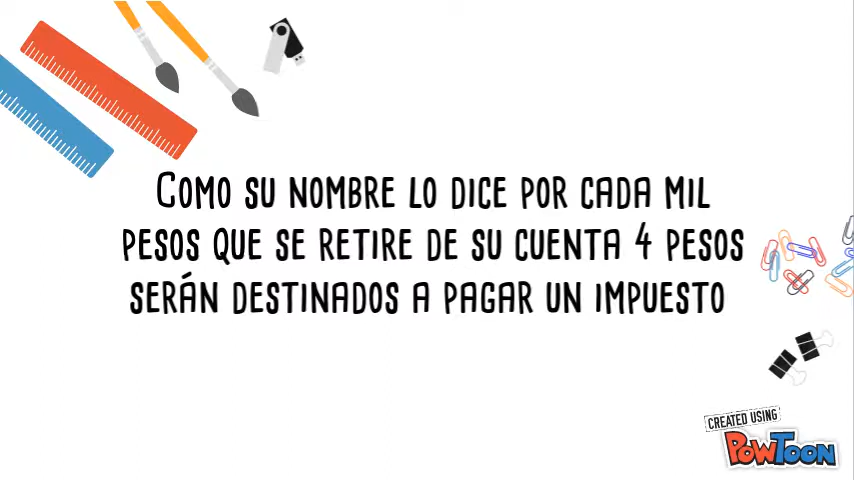 Como su nombre lo dice por cada mil
pesos que se retire de su cuenta 4 pesos
serán destinados a pagar un impuesto
CREATED USING
PowToon